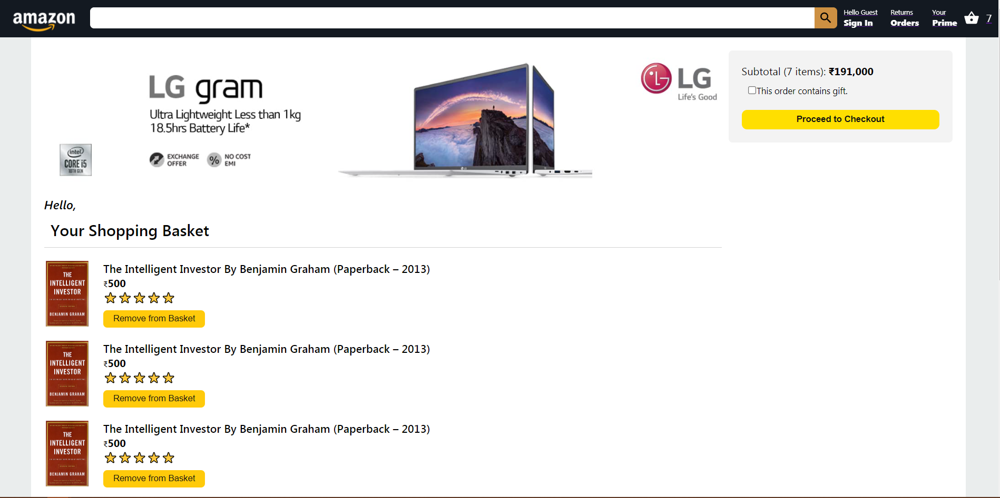 amazon
Hello Guest
Sign In
Returns
Orders
Your
Prime
7
LG gram
Ultra Lightweight Less than 1kg
18.5hrs Battery Life*
EXCHANGE
OFFER
%
NO COST
EMI
intel
CORE i5
10TH GEN
LG
Life's Good
Subtotal (7 items): ₹191,000
This order contains gift.
Proceed to Checkout
Hello,
Your Shopping Basket
THE
INTELLIGENT
INVESTOR
BENJAMIN GRAHAM
The Intelligent Investor By Benjamin Graham (Paperback – 2013)
₹500
Remove from Basket
THE
INTELLIGENT
INVESTOR
BENJAMIN GRAHAM
The Intelligent Investor By Benjamin Graham (Paperback – 2013)
₹500
Remove from Basket
THE
INTELLIGENT
INVESTOR
BENJAMIN GRAHAM
The Intelligent Investor By Benjamin Graham (Paperback – 2013)
₹500
Remove from Basket